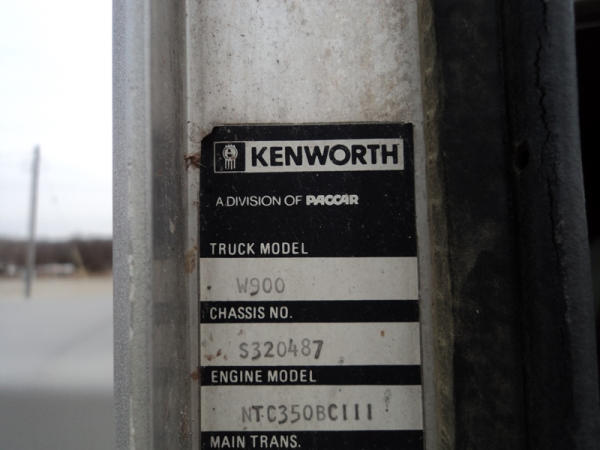 KENWORTH
A DIVISION OF PACCAR
TRUCK MODEL
W900
CHASSIS NO.
S320487
ENGINE MODEL
NTC350BCIII
MAIN TRANS.